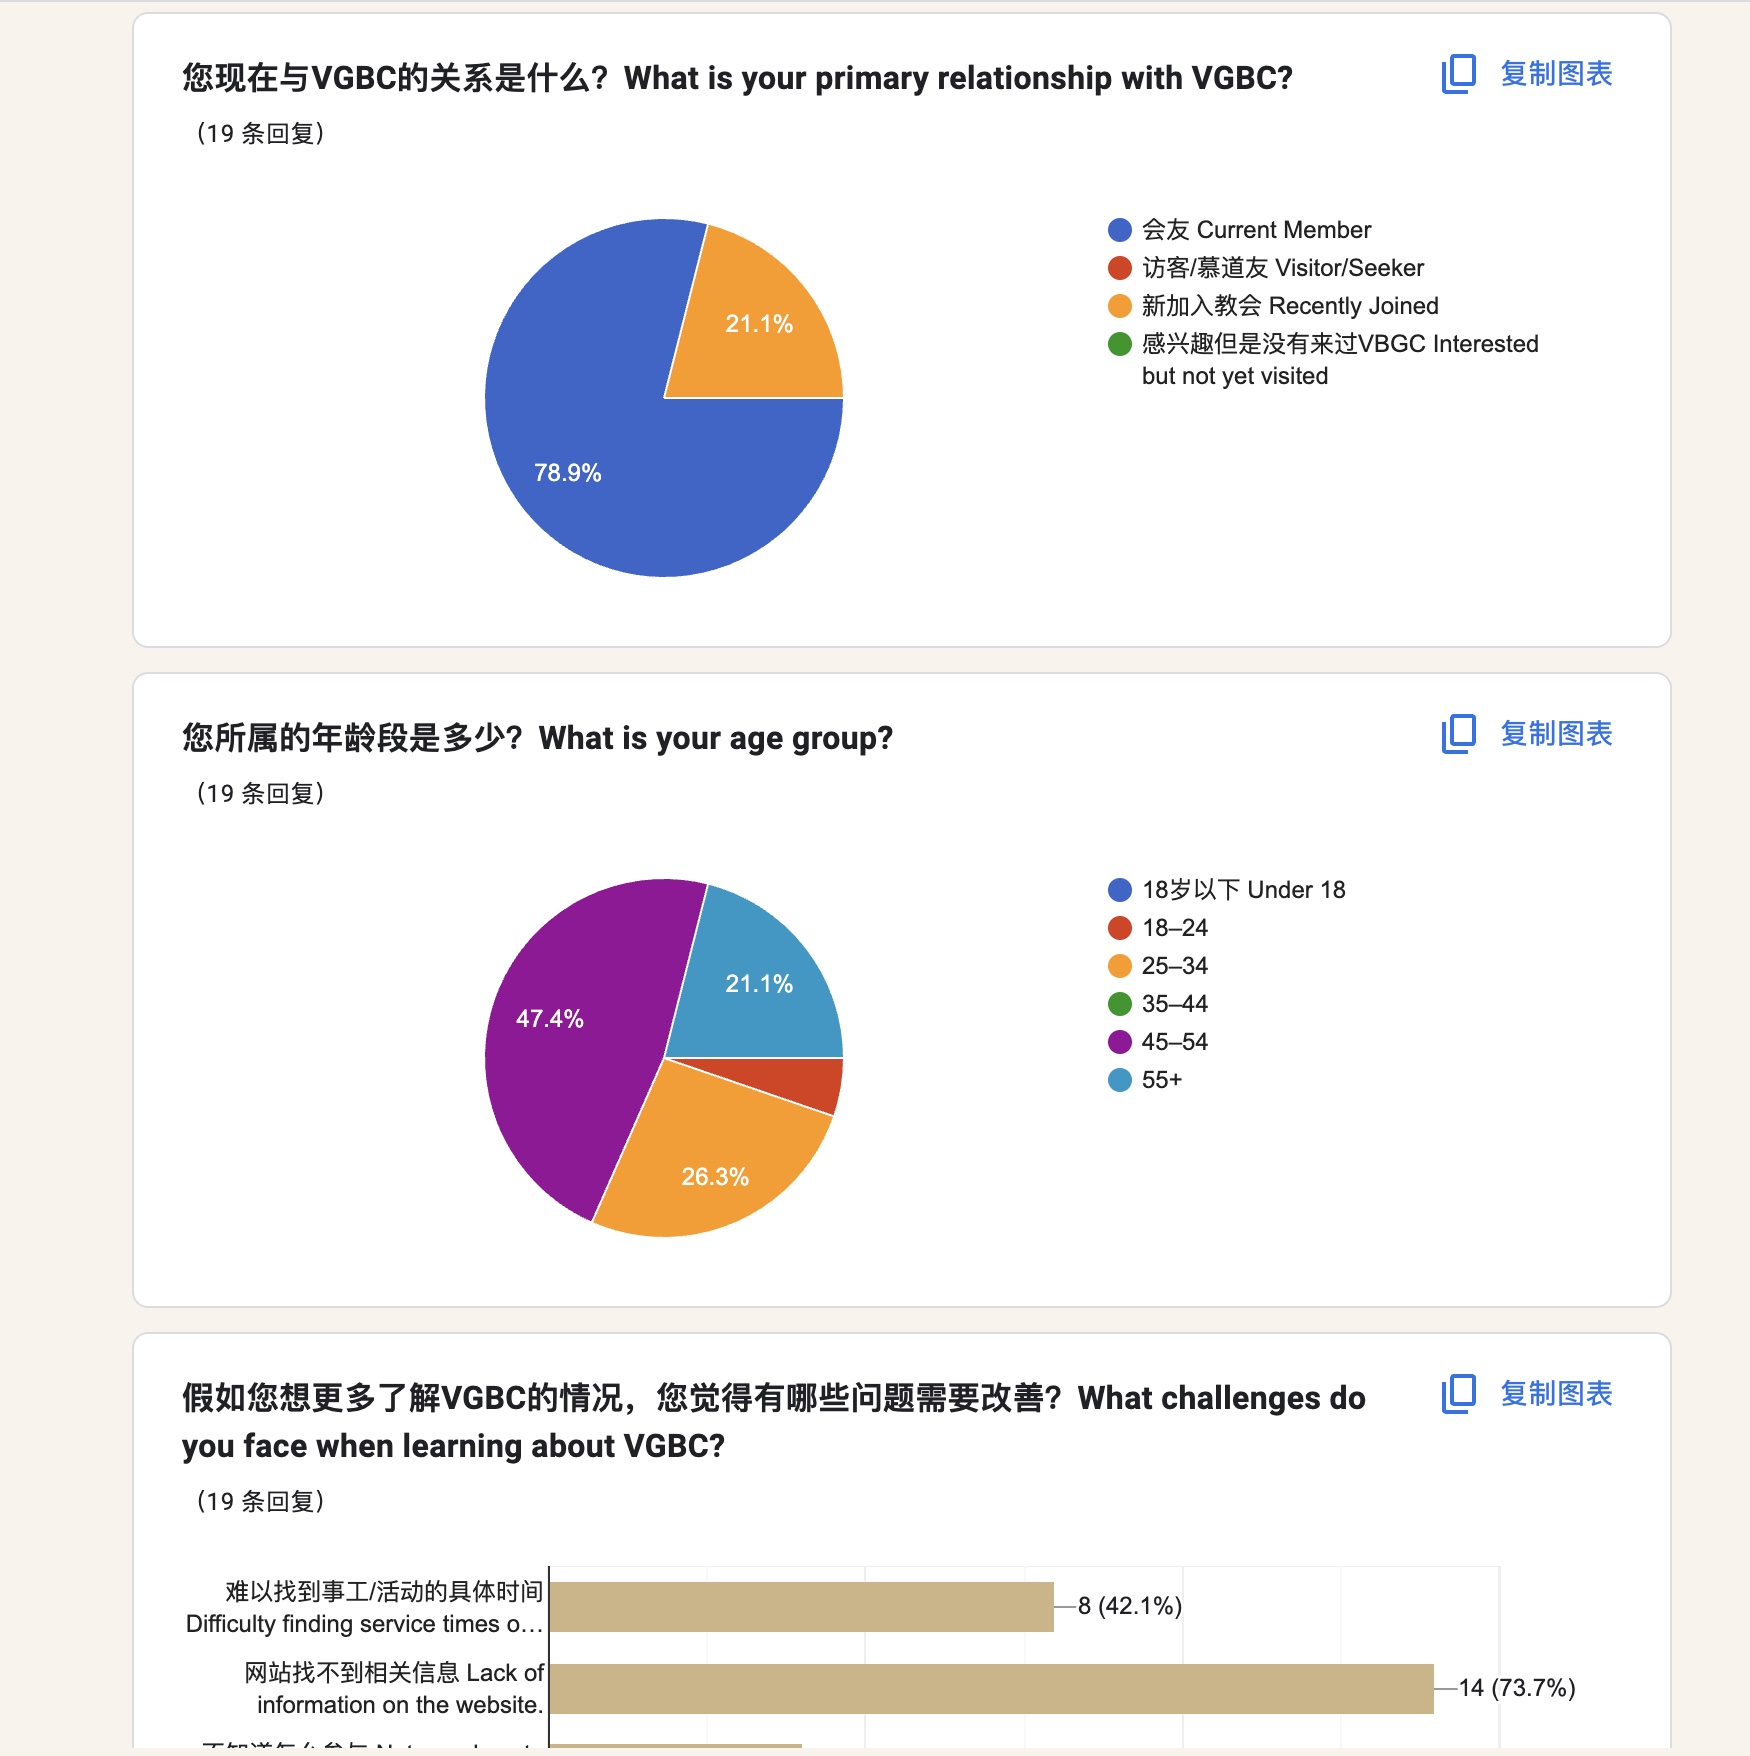 您现在与VGBC的关系是什么？What is your primary relationship with VGBC?
复制图表
（19 条回复）
21.1%
78.9%
会友 Current Member
访客/慕道友 Visitor/Seeker
新加入教会 Recently Joined
感兴趣但是没有来过VBGC Interested
but not yet visited
您所属的年龄段是多少？What is your age group?
复制图表
（19 条回复）
21.1%
47.4%
26.3%
18岁以下 Under 18
18–24
25–34
35–44
45–54
55+
假如您想更多了解VGBC的情况，您觉得有哪些问题需要改善？What challenges do
you face when learning about VGBC?
复制图表
（19 条回复）
难以找到事工/活动的具体时间
Difficulty finding service times o…
8 (42.1%)
网站找不到相关信息 Lack of
information on the website.
14 (73.7%)